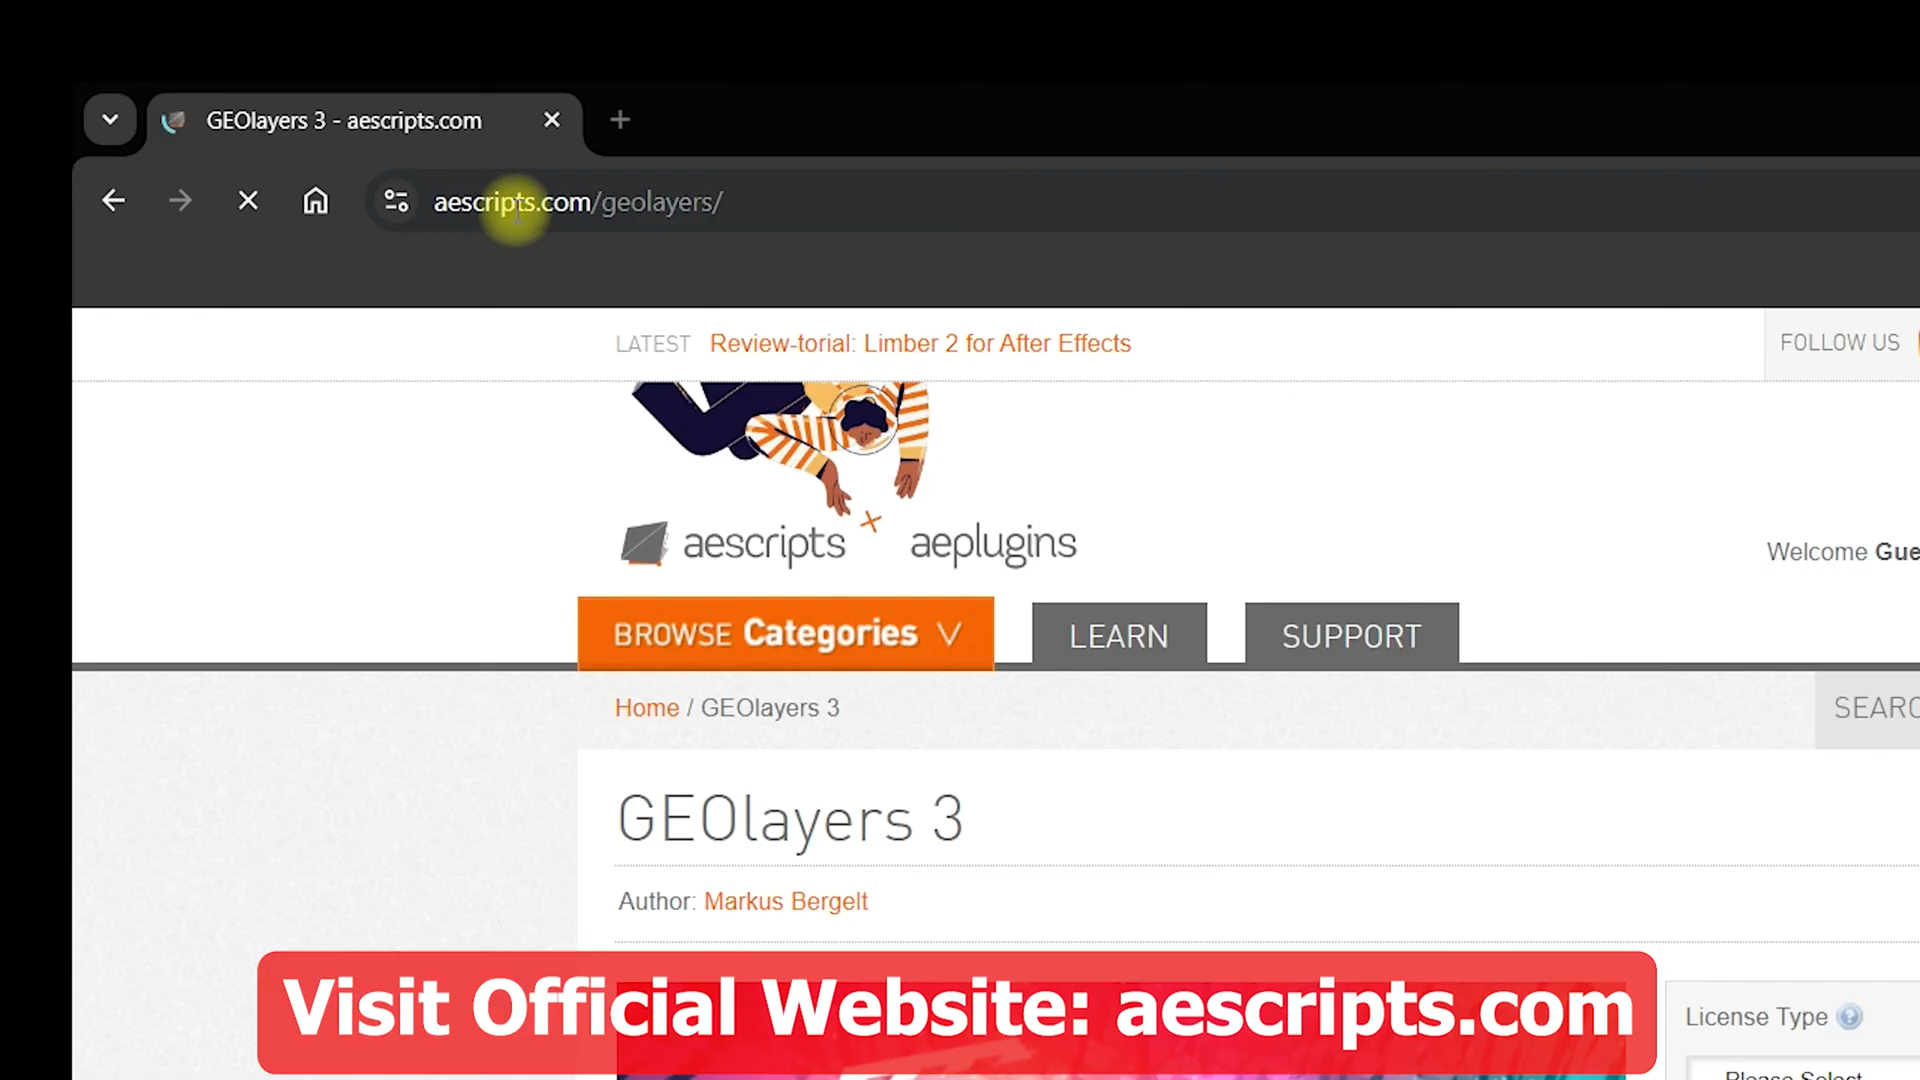 GEOlayers 3 - aescripts.com
aescripts.com/geolayers/
LATEST Review-torial: Limber 2 for After Effects
FOLLOW US
aescripts aeplugins
Welcome Gue
BROWSE Categories
LEARN
SUPPORT
Home / GEOlayers 3
SEARC
GEOlayers 3
Author: Markus Bergelt
Visit Official Website: aescripts.com
License Type
Please Select